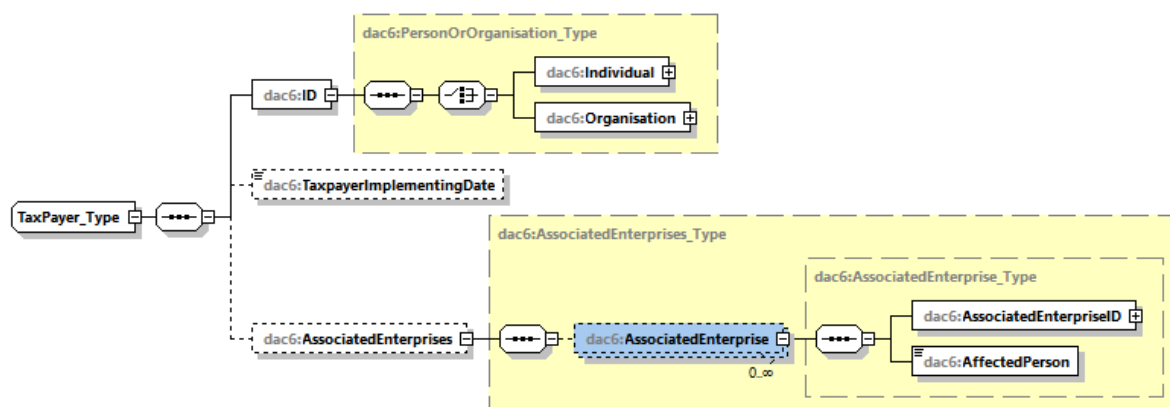 dac6:PersonOrOrganisation_Type
dac6:Individual
dac6:ID
dac6:Organisation
dac6:TaxpayerImplementingDate
TaxPayer_Type
dac6:AssociatedEnterprises_Type
dac6:AssociatedEnterprise_Type
dac6:AssociatedEnterpriseID
dac6:AssociatedEnterprises
dac6:AssociatedEnterprise
dac6:AffectedPerson
0..∞